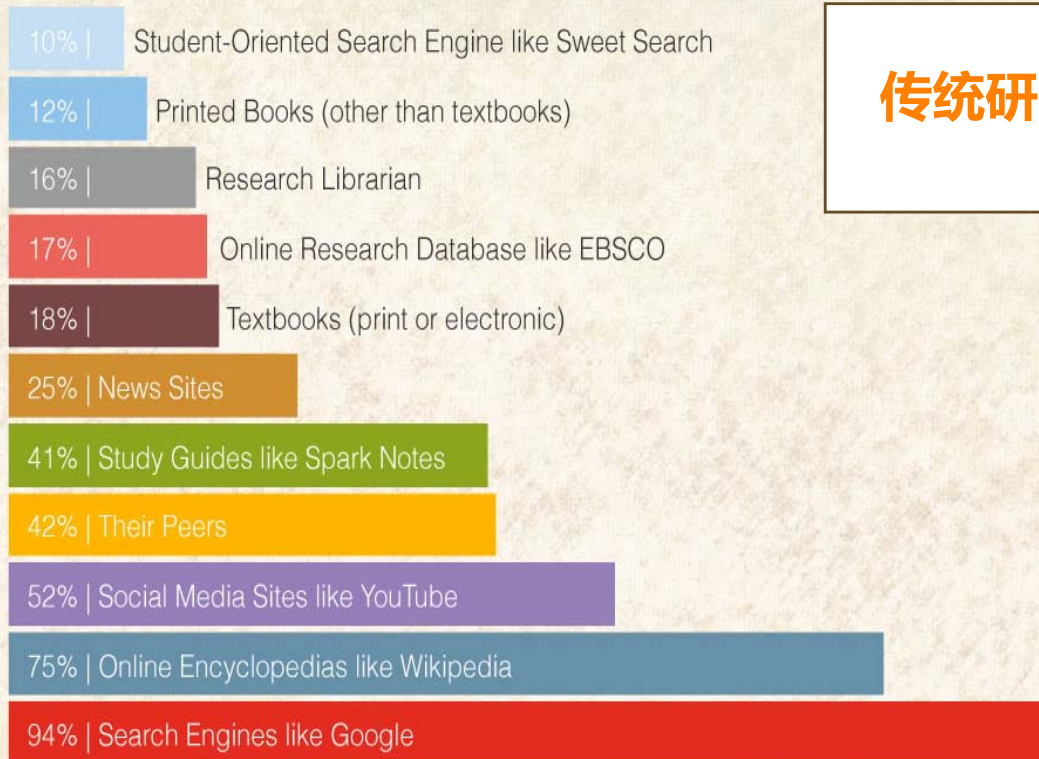 10% | Student-Oriented Search Engine like Sweet Search
12% | Printed Books (other than textbooks)
16% | Research Librarian
17% | Online Research Database like EBSCO
18% | Textbooks (print or electronic)
25% | News Sites
41% | Study Guides like Spark Notes
42% | Their Peers
52% | Social Media Sites like YouTube
75% | Online Encyclopedias like Wikipedia
94% | Search Engines like Google
传统研